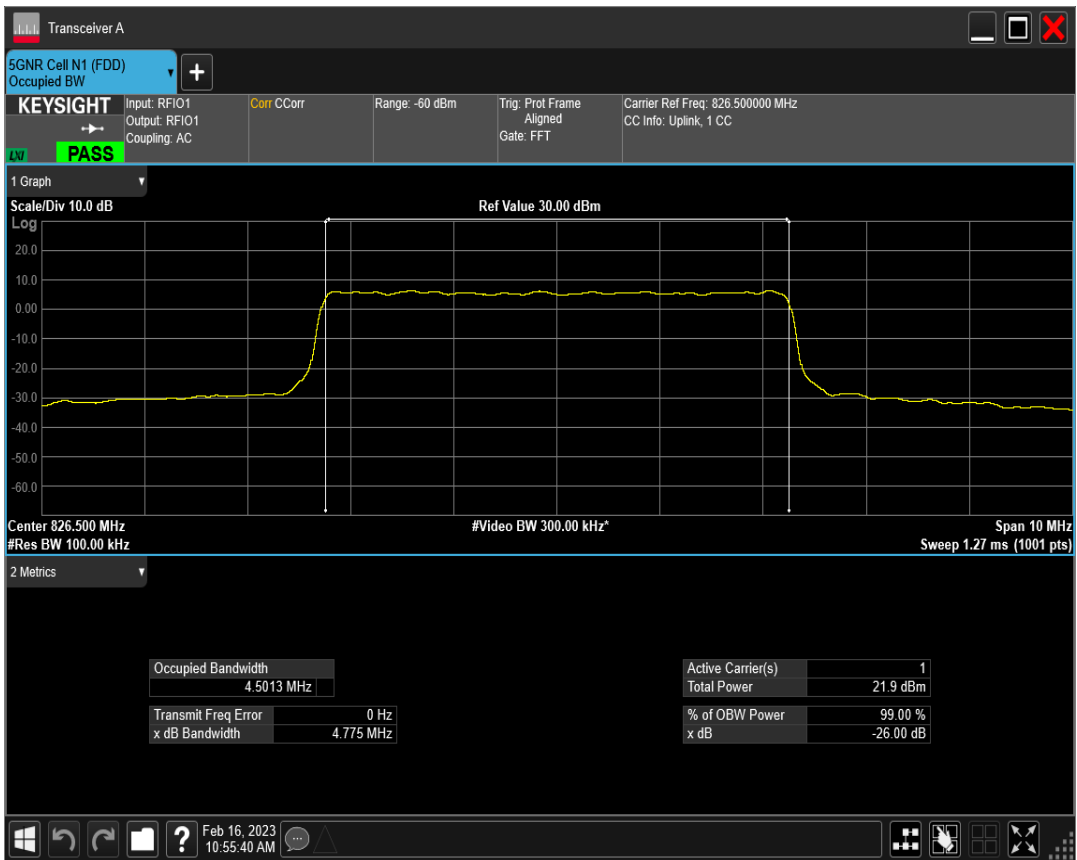 Transceiver A
5GNR Cell N1 (FDD)
Occupied BW
+
KEYSIGHT
LXI
PASS
Input: RFIO1
Output: RFIO1
Coupling: AC
Corr CCorr
Range: -60 dBm
Trig: Prot Frame
Aligned
Gate: FFT
Carrier Ref Freq: 826.500000 MHz
CC Info: Uplink, 1 CC
1 Graph
Scale/Div 10.0 dB
Ref Value 30.00 dBm
Log
20.0
10.0
0.00
-10.0
-20.0
-30.0
-40.0
-50.0
-60.0
Center 826.500 MHz
#Video BW 300.00 kHz*
Span 10 MHz
#Res BW 100.00 kHz
Sweep 1.27 ms (1001 pts)
2 Metrics
Occupied Bandwidth
4.5013 MHz
Transmit Freq Error 0 Hz
x dB Bandwidth 4.775 MHz
Active Carrier(s) 1
Total Power 21.9 dBm
% of OBW Power 99.00 %
x dB -26.00 dB
?
Feb 16, 2023
10:55:40 AM